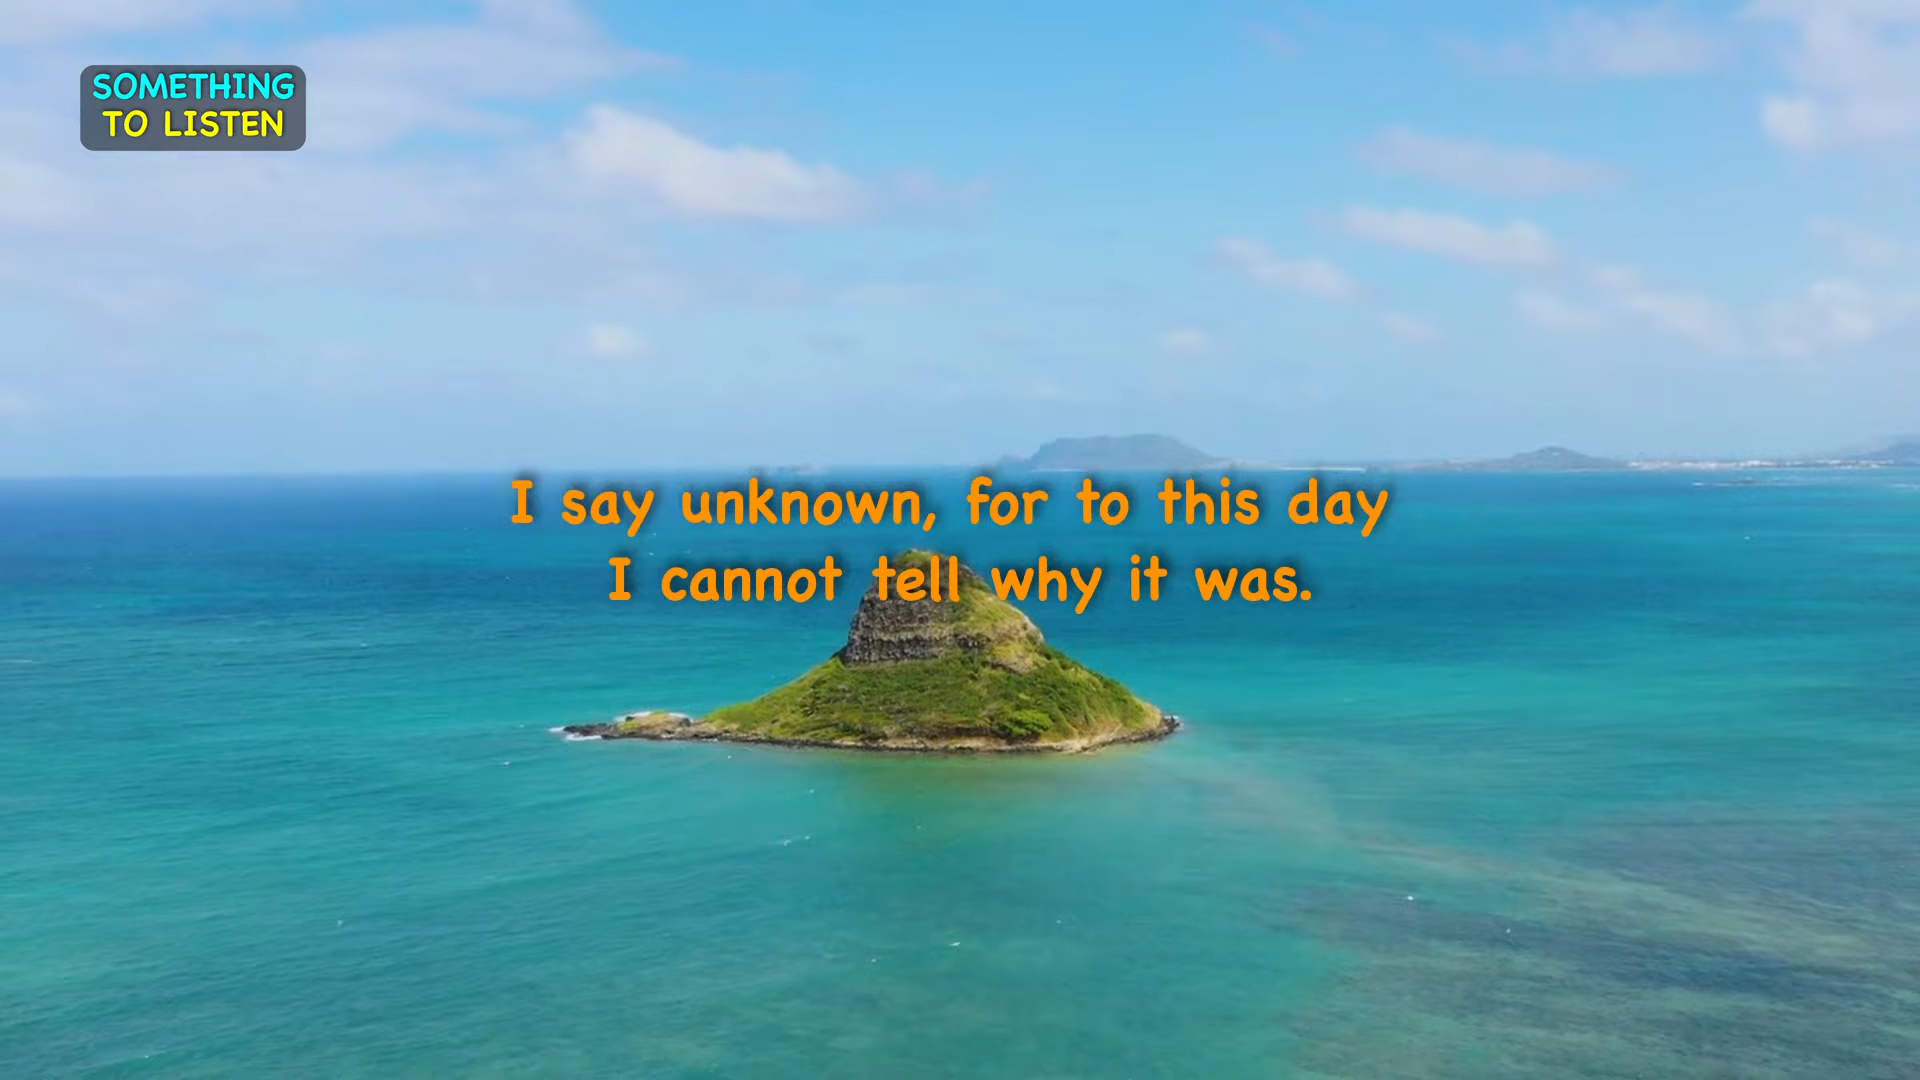 SOMETHING
TO LISTEN
I say unknown, for to this day
I cannot tell why it was.